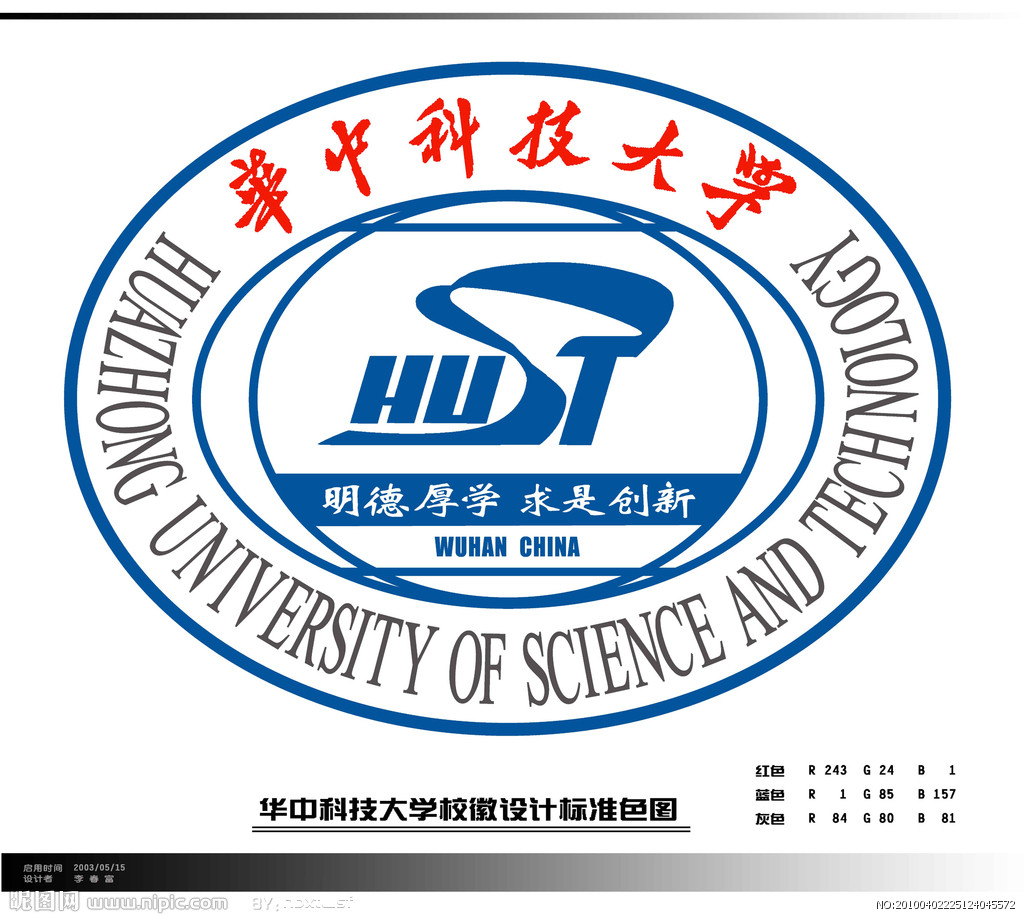 華中科技大学
HUAZHONG UNIVERSITY OF SCIENCE AND TECHNOLOGY
HUST
明德厚学 求是创新
WUHAN CHINA
红色 R 243 G 24 B 1
蓝色 R 1 G 85 B 157
灰色 R 84 G 80 B 81
华中科技大学校徽设计标准色图
启用时间 2003/05/15
设计者 李春富
昵图网 www.nipic.com
BY:
NO:20100402225124045572